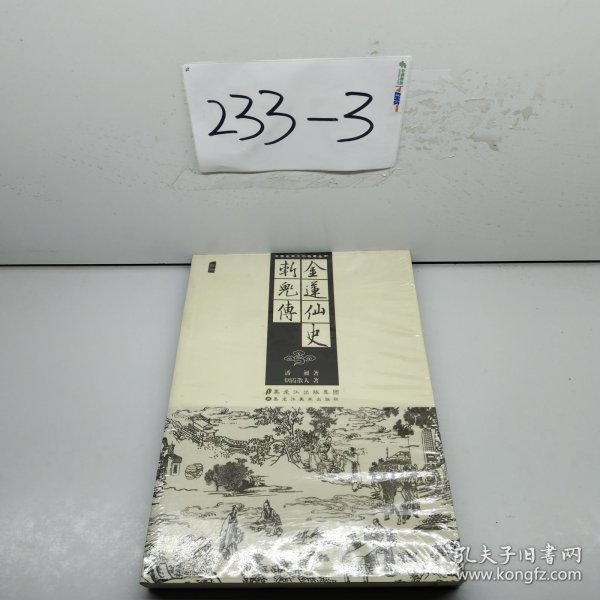 233-3
金蓮仙史
斬鬼傳
潘昶 著
烟霞散人 著
黑龙江出版集团
黑龙江美术出版社
孔夫子旧书网
www.kongfz.com